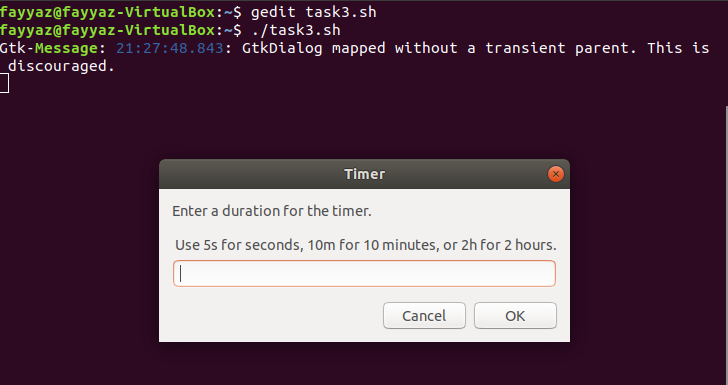 fayyaz@fayyaz-VirtualBox:~$ gedit task3.sh
fayyaz@fayyaz-VirtualBox:~$ ./task3.sh
Gtk-Message: 21:27:48.843: GtkDialog mapped without a transient parent. This is
 discouraged.
Timer
Enter a duration for the timer.
Use 5s for seconds, 10m for 10 minutes, or 2h for 2 hours.
Cancel OK